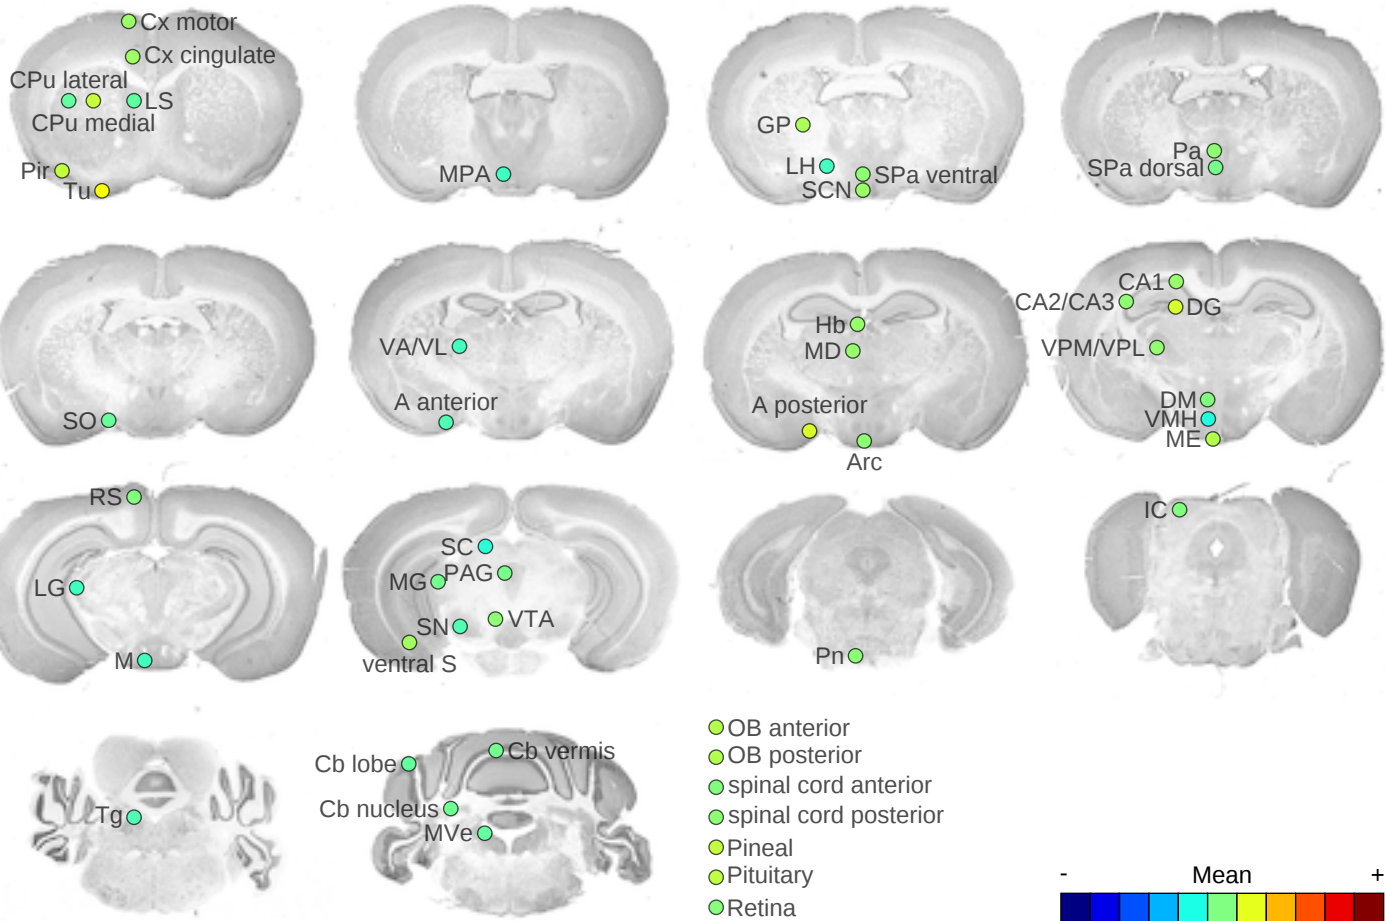 Cx motor
Cx cingulate
CPu lateral
LS
CPu medial
Pir
Tu
MPA
GP
LH
SPa ventral
SCN
Pa
SPa dorsal
SO
VA/VL
A anterior
Hb
MD
A posterior
Arc
CA1
CA2/CA3
DG
VPM/VPL
DM
VMH
ME
RS
LG
M
SC
MG
PAG
SN
VTA
ventral S
Pn
IC
Tg
Cb lobe
Cb vermis
Cb nucleus
MVe
OB anterior
OB posterior
spinal cord anterior
spinal cord posterior
Pineal
Pituitary
Retina
- Mean +